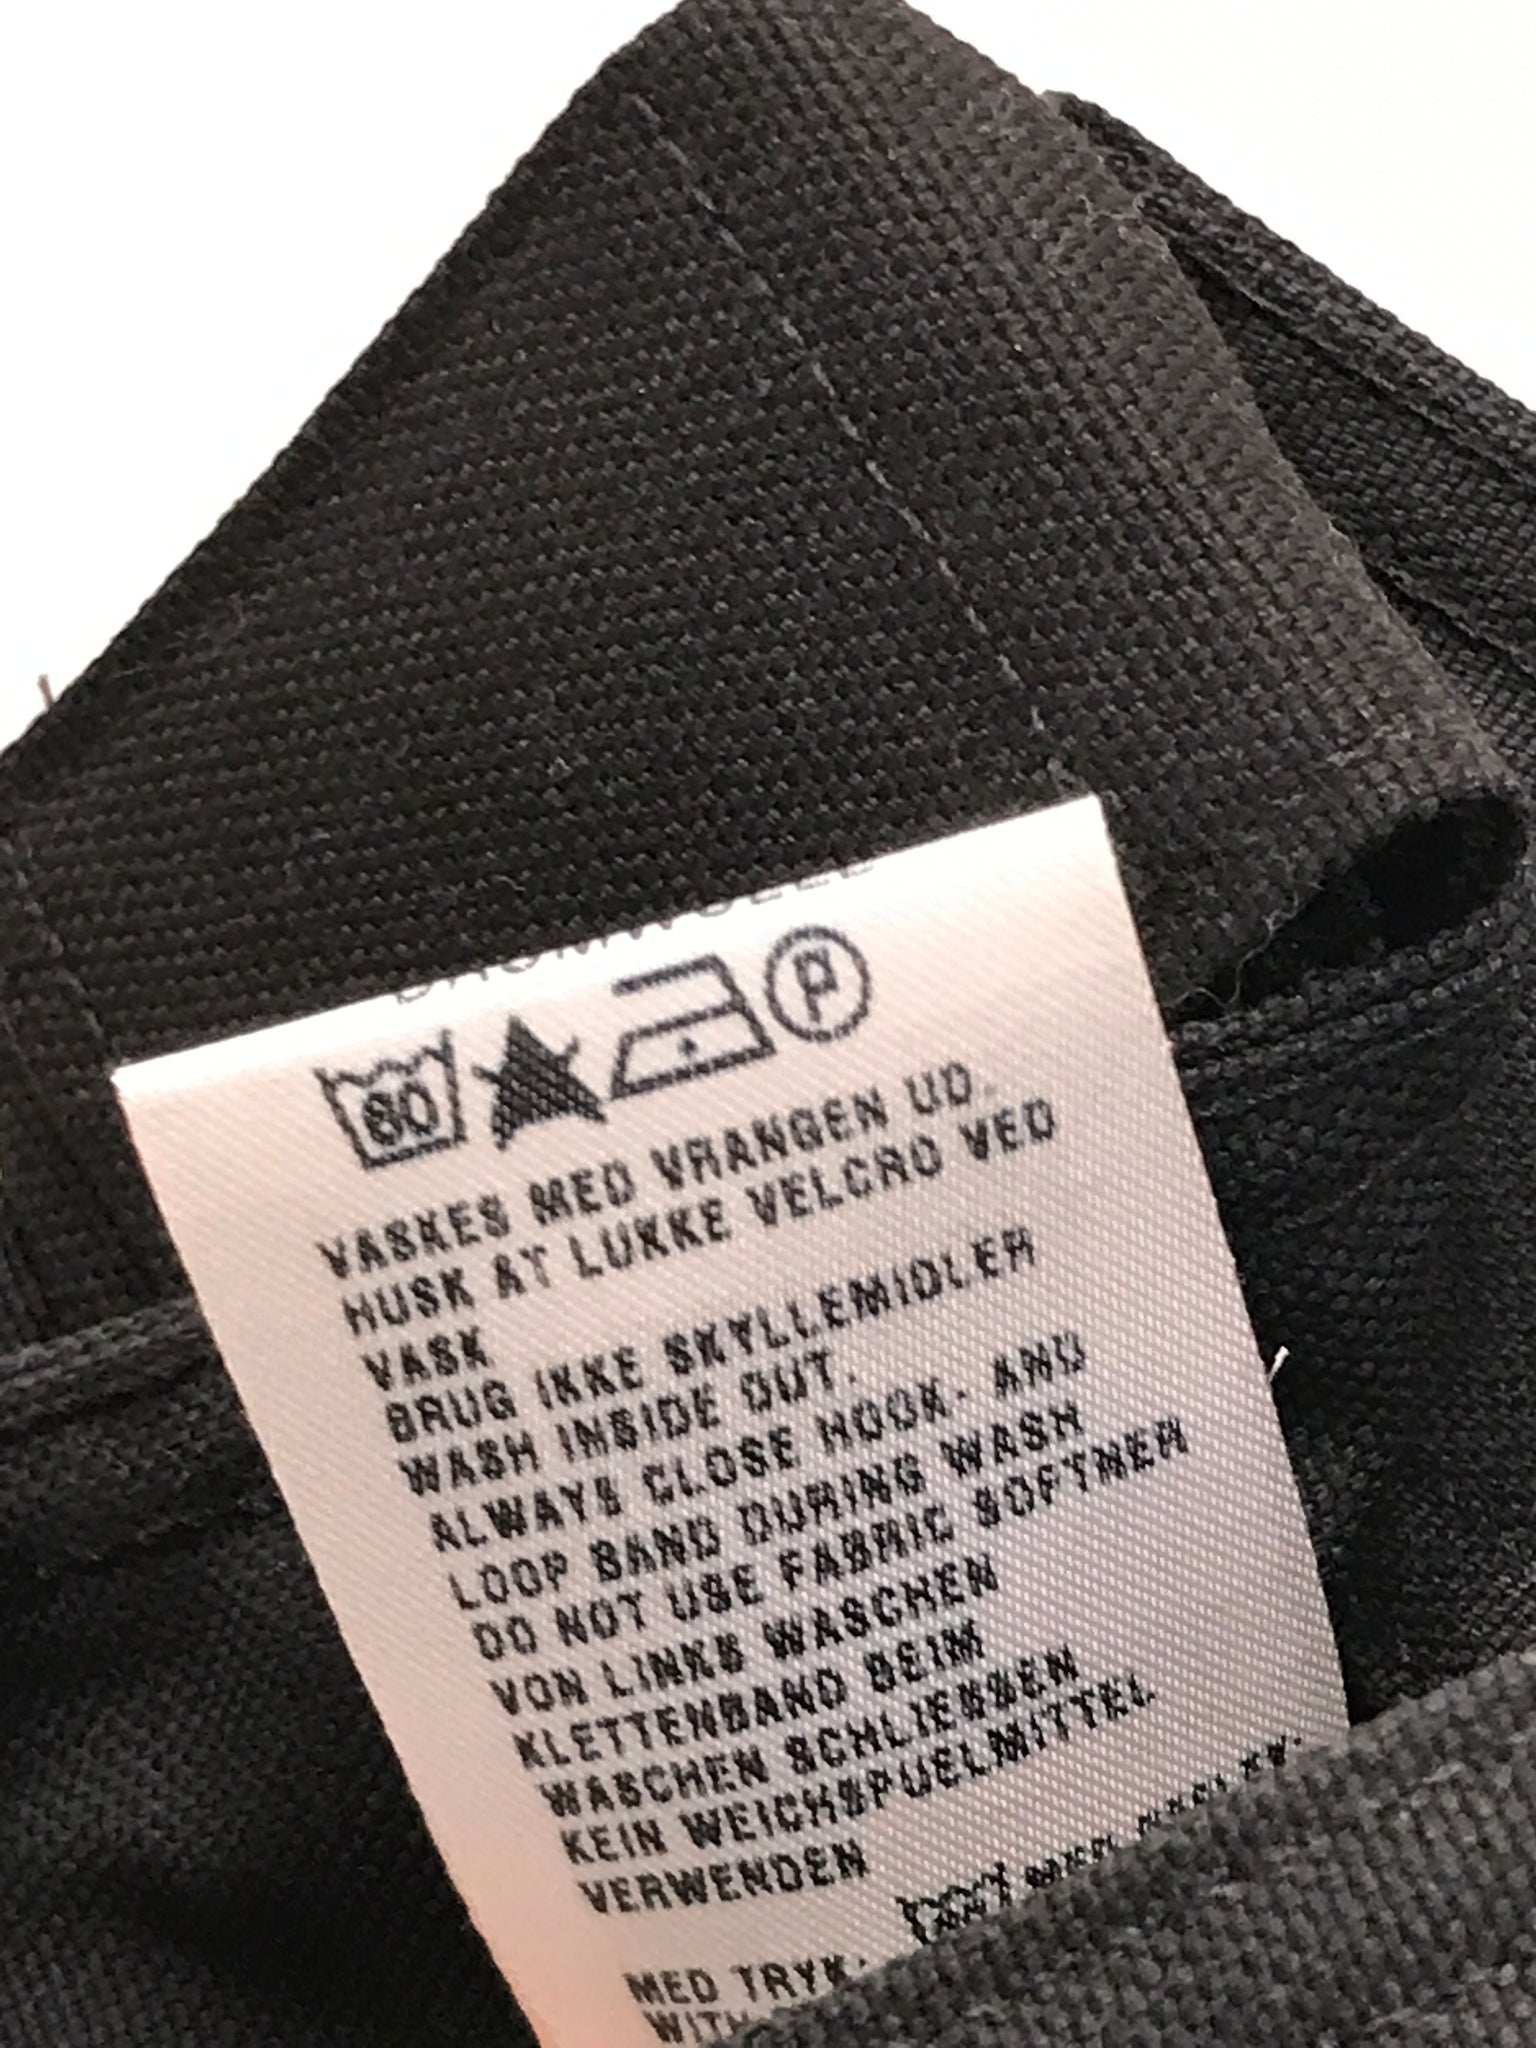 60
P
VASKES MED VRANGEN UD.
HUSK AT LUKKE VELCRO VED
VASK
BRUG IKKE SKYLLEMIDLER
WASH INSIDE OUT.
ALWAYS CLOSE HOOK- AND
LOOP BAND DURING WASH
DO NOT USE FABRIC SOFTNER
VON LINKS WASCHEN
KLETTENBAND BEIM
WASCHEN SCHLIESSEN
KEIN WEICHSPUELMITTEL
VERWENDEN
MED TRYK:
WITH